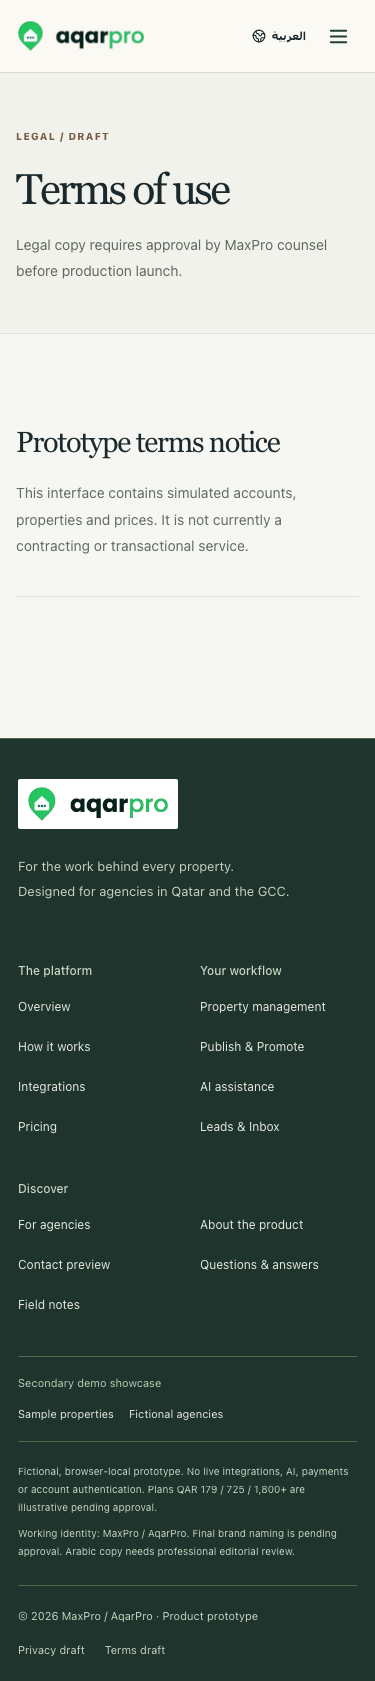 aqarpro
العربية
LEGAL / DRAFT
Terms of use
Legal copy requires approval by MaxPro counsel
before production launch.
Prototype terms notice
This interface contains simulated accounts,
properties and prices. It is not currently a
contracting or transactional service.
aqarpro
For the work behind every property.
Designed for agencies in Qatar and the GCC.
The platform
Overview
How it works
Integrations
Pricing
Your workflow
Property management
Publish & Promote
AI assistance
Leads & Inbox
Discover
For agencies
About the product
Contact preview
Questions & answers
Field notes
Secondary demo showcase
Sample properties Fictional agencies
Fictional, browser-local prototype. No live integrations, AI, payments
or account authentication. Plans QAR 179 / 725 / 1,800+ are
illustrative pending approval.
Working identity: MaxPro / AqarPro. Final brand naming is pending
approval. Arabic copy needs professional editorial review.
© 2026 MaxPro / AqarPro · Product prototype
Privacy draft Terms draft